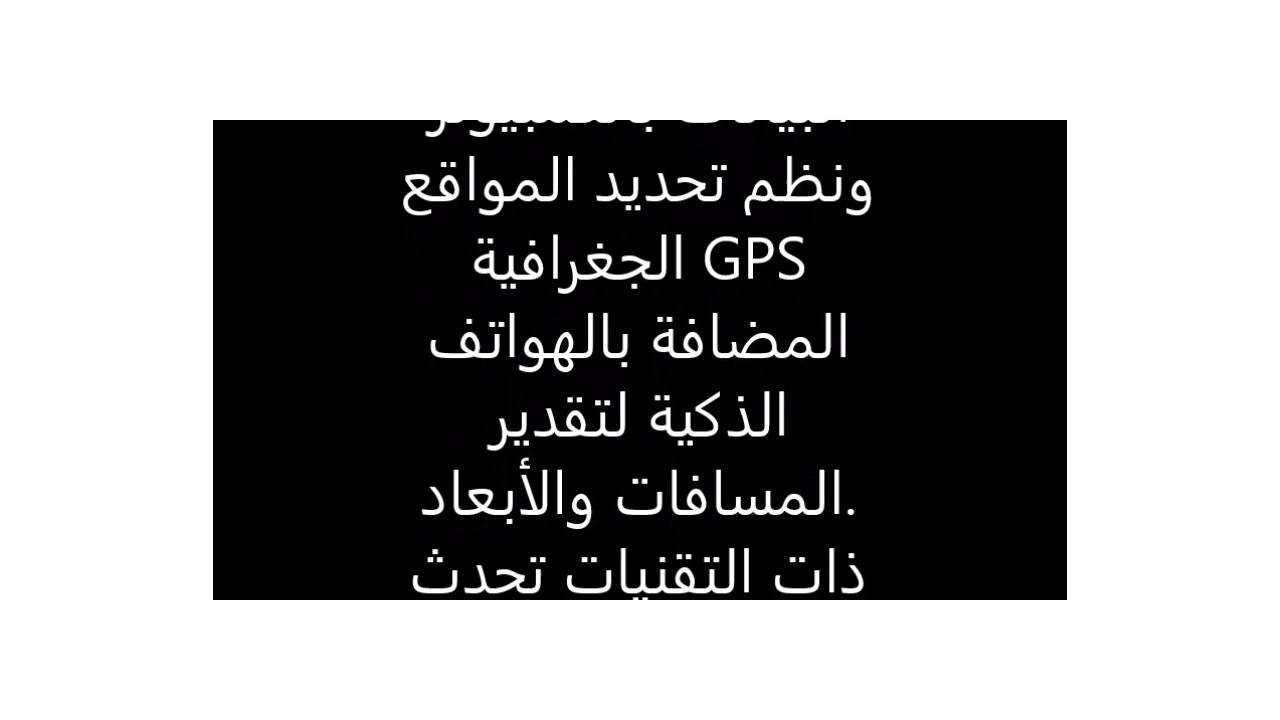 ونظم تحديد المواقع
الجغرافية GPS
المضافة بالهواتف
الذكية لتقدير
.المسافات والأبعاد
ذات التقنيات تحدث